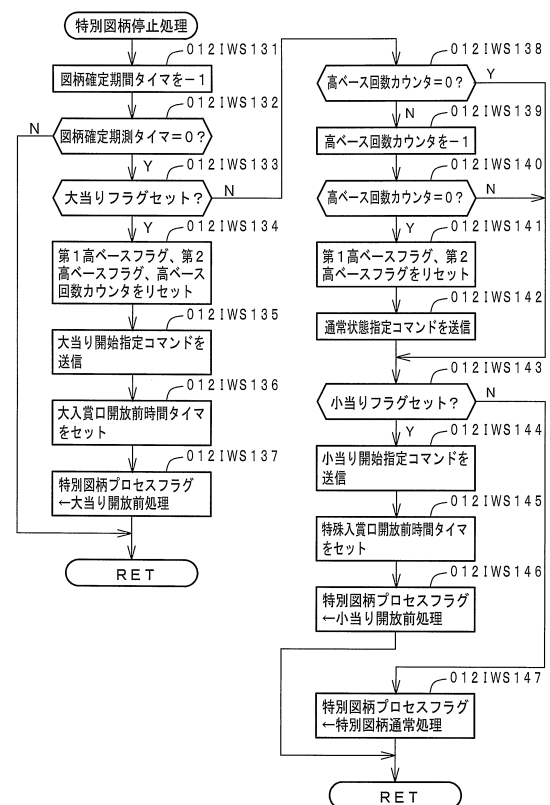 特別図柄停止処理
012IWS131
図柄確定期間タイマを－1
012IWS132
図柄確定期測タイマ＝0？
N
Y
012IWS133
大当りフラグセット？
N
Y
012IWS134
第1高ベースフラグ、第2
高ベースフラグ、高ベース
回数カウンタをリセット
012IWS135
大当り開始指定コマンドを
送信
012IWS136
大入賞口開放前時間タイマ
をセット
012IWS137
特別図柄プロセスフラグ
←大当り開放前処理
RET
012IWS138
高ベース回数カウンタ＝0？
Y
N
012IWS139
高ベース回数カウンタを－1
012IWS140
高ベース回数カウンタ＝0？
N
Y
012IWS141
第1高ベースフラグ、第2
高ベースフラグをリセット
012IWS142
通常状態指定コマンドを送信
012IWS143
小当りフラグセット？
N
Y
012IWS144
小当り開始指定コマンドを
送信
012IWS145
特殊入賞口開放前時間タイマ
をセット
012IWS146
特別図柄プロセスフラグ
←小当り開放前処理
012IWS147
特別図柄プロセスフラグ
←特別図柄通常処理
RET